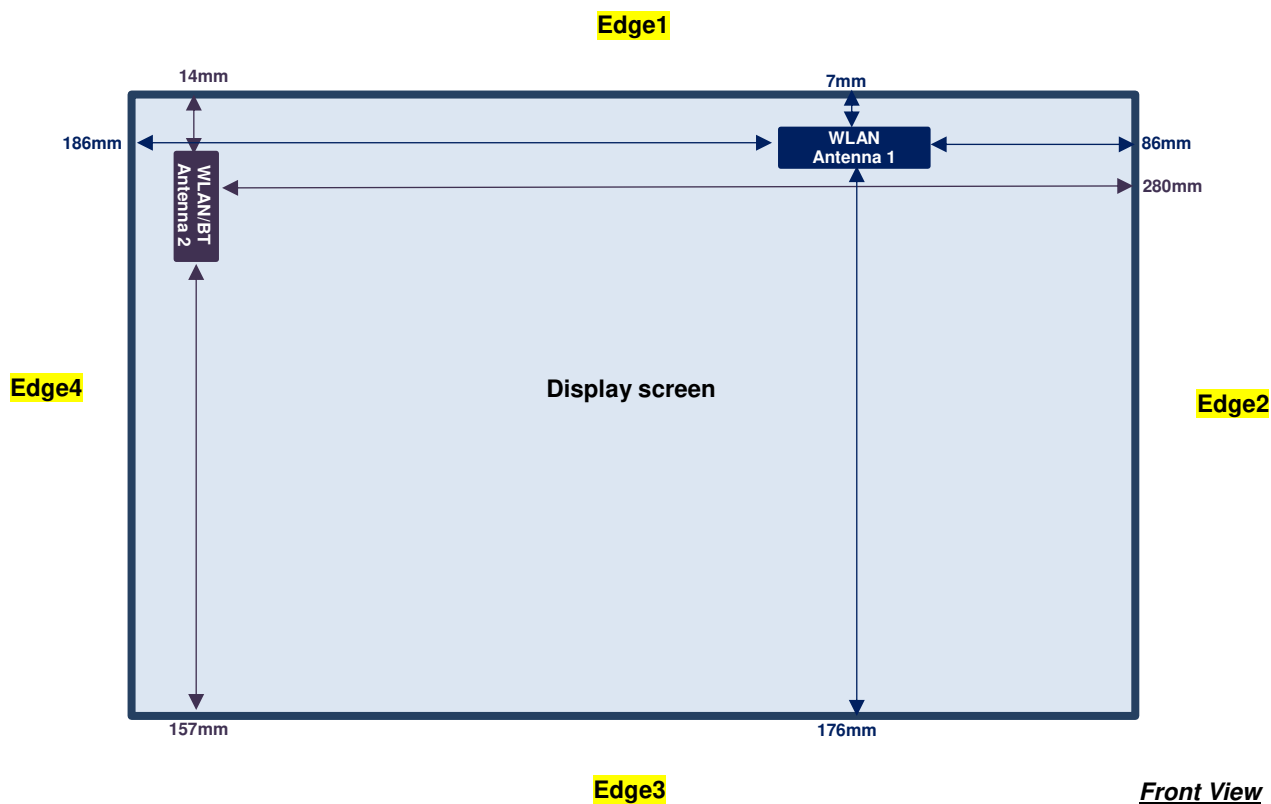 Edge1
14mm
7mm
186mm
WLAN
Antenna 1
86mm
WLAN/BT
Antenna 2
280mm
Edge4
Display screen
Edge2
157mm
176mm
Edge3
Front View